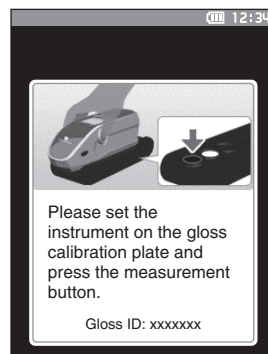 12:34
Please set the
instrument on the gloss
calibration plate and
press the measurement
button.
Gloss ID: xxxxxxx